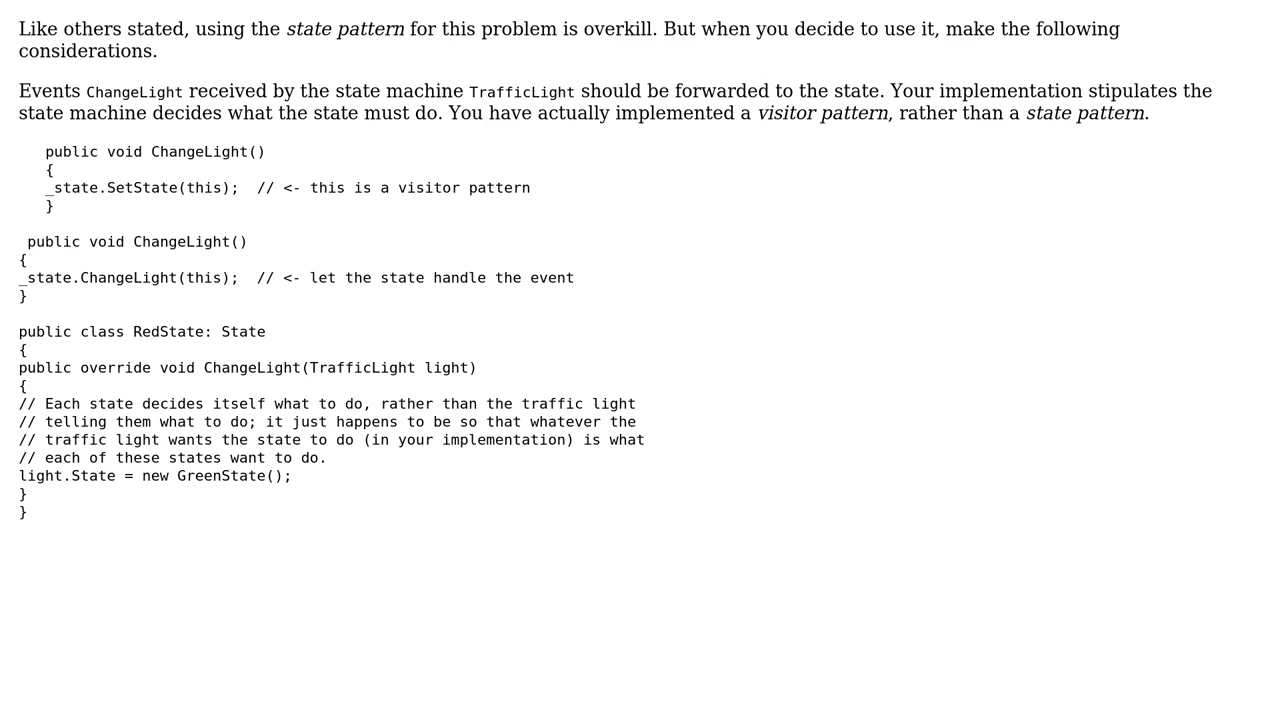 Like others stated, using the state pattern for this problem is overkill. But when you decide to use it, make the following
considerations.
Events ChangeLight received by the state machine TrafficLight should be forwarded to the state. Your implementation stipulates the
state machine decides what the state must do. You have actually implemented a visitor pattern, rather than a state pattern.
public void ChangeLight()
{
_state.SetState(this);  // <- this is a visitor pattern
}
public void ChangeLight()
{
_state.ChangeLight(this);  // <- let the state handle the event
}
public class RedState: State
{
public override void ChangeLight(TrafficLight light)
{
// Each state decides itself what to do, rather than the traffic light
// telling them what to do; it just happens to be so that whatever the
// traffic light wants the state to do (in your implementation) is what
// each of these states want to do.
light.State = new GreenState();
}
}